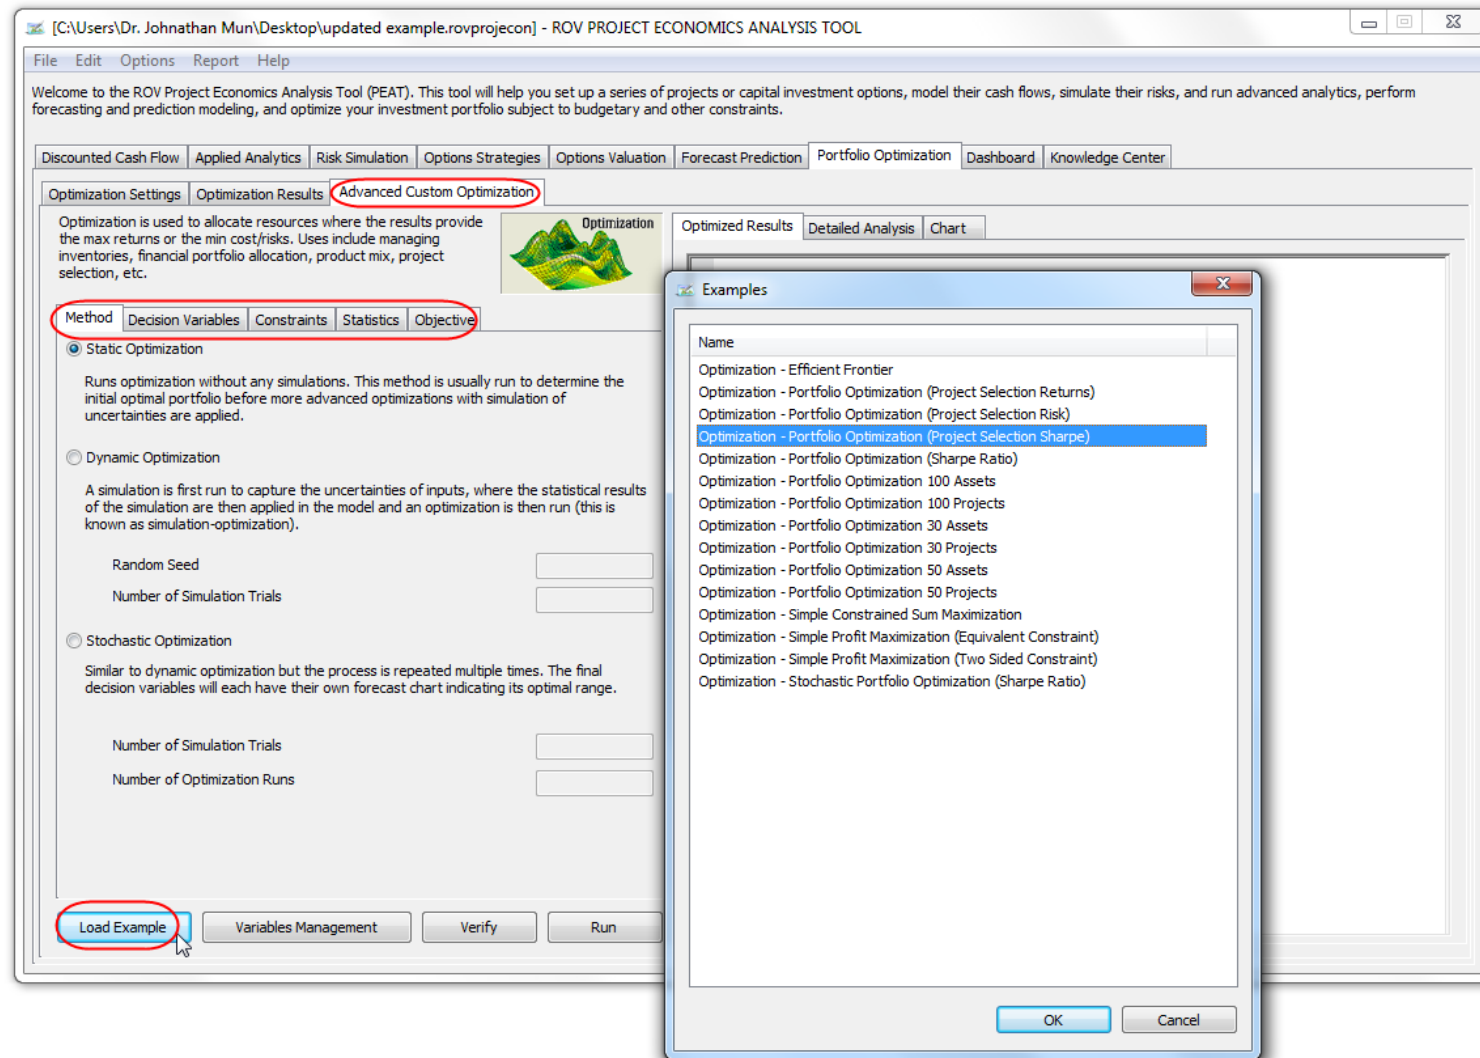 [C:\Users\Dr. Johnathan Mun\Desktop\updated example.rovprojecon] - ROV PROJECT ECONOMICS ANALYSIS TOOL
File Edit Options Report Help
Welcome to the ROV Project Economics Analysis Tool (PEAT). This tool will help you set up a series of projects or capital investment options, model their cash flows, simulate their risks, and run advanced analytics, perform
forecasting and prediction modeling, and optimize your investment portfolio subject to budgetary and other constraints.
Discounted Cash Flow Applied Analytics Risk Simulation Options Strategies Options Valuation Forecast Prediction Portfolio Optimization Dashboard Knowledge Center
Optimization Settings Optimization Results Advanced Custom Optimization
Optimization is used to allocate resources where the results provide
the max returns or the min cost/risks. Uses include managing
inventories, financial portfolio allocation, product mix, project
selection, etc.
Optimization
Method Decision Variables Constraints Statistics Objective
Static Optimization
Runs optimization without any simulations. This method is usually run to determine the
initial optimal portfolio before more advanced optimizations with simulation of
uncertainties are applied.
Dynamic Optimization
A simulation is first run to capture the uncertainties of inputs, where the statistical results
of the simulation are then applied in the model and an optimization is then run (this is
known as simulation-optimization).
Random Seed
Number of Simulation Trials
Stochastic Optimization
Similar to dynamic optimization but the process is repeated multiple times. The final
decision variables will each have their own forecast chart indicating its optimal range.
Number of Simulation Trials
Number of Optimization Runs
Load Example Variables Management Verify Run
Optimized Results Detailed Analysis Chart
Examples
Name
Optimization - Efficient Frontier
Optimization - Portfolio Optimization (Project Selection Returns)
Optimization - Portfolio Optimization (Project Selection Risk)
Optimization - Portfolio Optimization (Project Selection Sharpe)
Optimization - Portfolio Optimization (Sharpe Ratio)
Optimization - Portfolio Optimization 100 Assets
Optimization - Portfolio Optimization 100 Projects
Optimization - Portfolio Optimization 30 Assets
Optimization - Portfolio Optimization 30 Projects
Optimization - Portfolio Optimization 50 Assets
Optimization - Portfolio Optimization 50 Projects
Optimization - Simple Constrained Sum Maximization
Optimization - Simple Profit Maximization (Equivalent Constraint)
Optimization - Simple Profit Maximization (Two Sided Constraint)
Optimization - Stochastic Portfolio Optimization (Sharpe Ratio)
OK Cancel